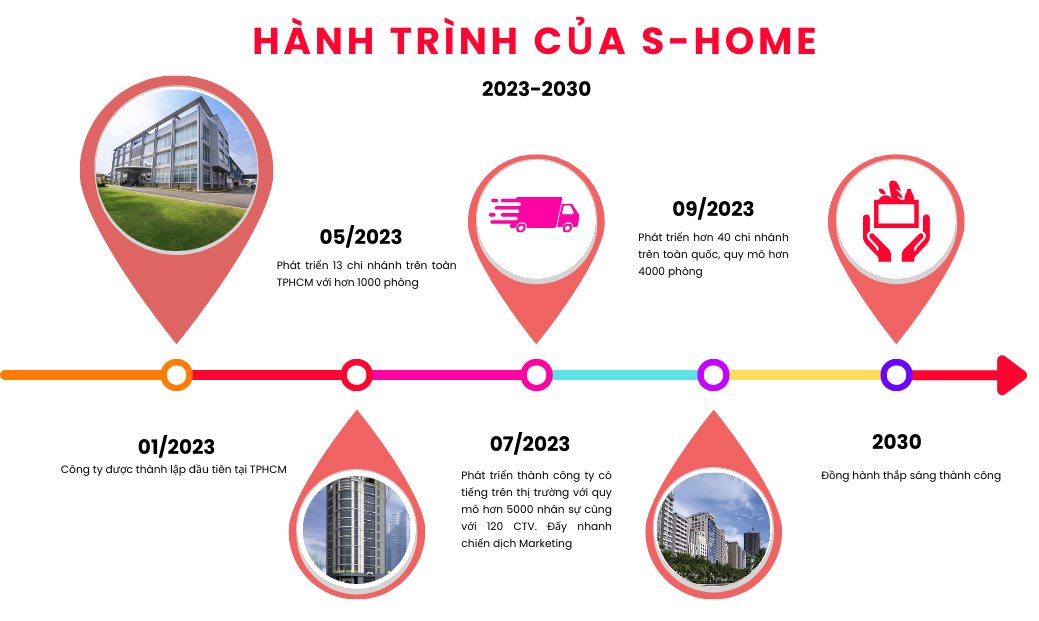 HÀNH TRÌNH CỦA S-HOME
2023-2030
05/2023
Phát triển 13 chi nhánh trên toàn
TPHCM với hơn 1000 phòng
09/2023
Phát triển hơn 40 chi nhánh
trên toàn quốc, quy mô hơn
4000 phòng
01/2023
Công ty được thành lập đầu tiên tại TPHCM
07/2023
Phát triển thành công ty có
tiếng trên thị trường với quy
mô hơn 5000 nhân sự cùng
với 120 CTV. Đẩy nhanh
chiến dịch Marketing
2030
Đồng hành thắp sáng thành công